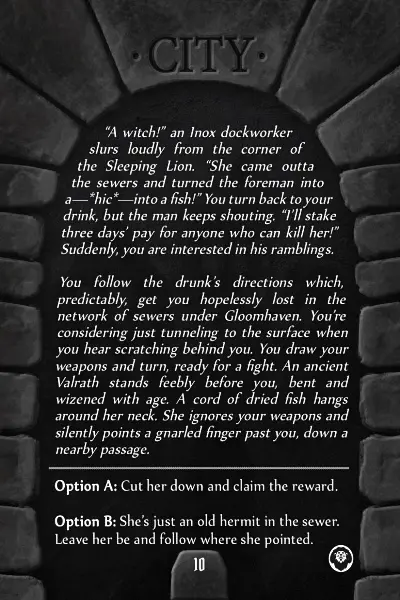 ·CITY·
“A witch!” an Inox dockworker
slurs loudly from the corner of
the Sleeping Lion. “She came outta
the sewers and turned the foreman into
a—*hic*—into a fish!” You turn back to your
drink, but the man keeps shouting. “I’ll stake
three days’ pay for anyone who can kill her!”
Suddenly, you are interested in his ramblings.
You follow the drunk’s directions which,
predictably, get you hopelessly lost in the
network of sewers under Gloomhaven. You’re
considering just tunneling to the surface when
you hear scratching behind you. You draw your
weapons and turn, ready for a fight. An ancient
Valrath stands feebly before you, bent and
wizened with age. A cord of dried fish hangs
around her neck. She ignores your weapons and
silently points a gnarled finger past you, down a
nearby passage.
Option A: Cut her down and claim the reward.
Option B: She’s just an old hermit in the sewer.
Leave her be and follow where she pointed.
10